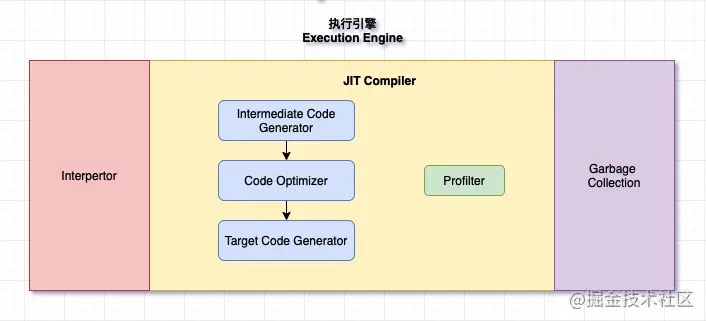 执行引擎
Execution Engine
JIT Compiler
Intermediate Code
Generator
Interpertor
Code Optimizer
Profilter
Garbage
Collection
Target Code Generator
@掘金技术社区